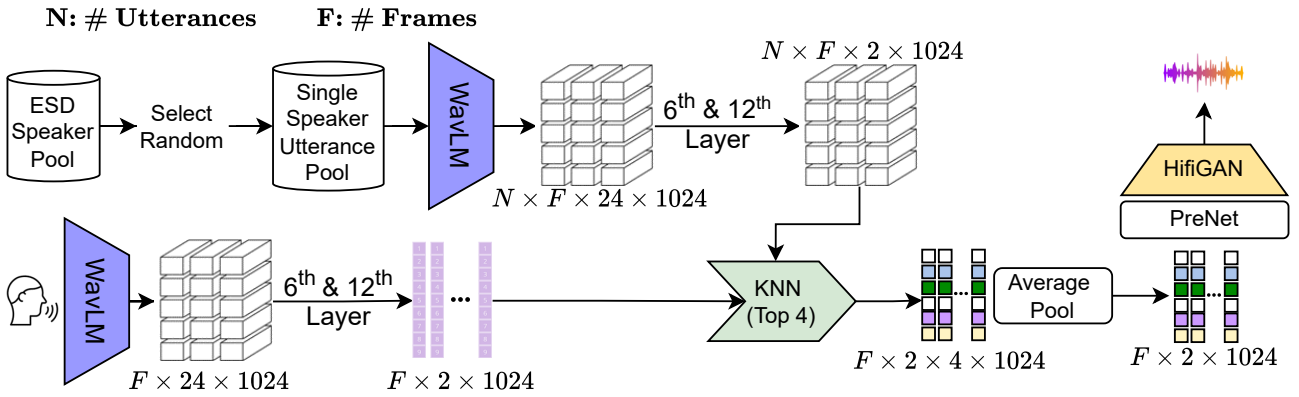 N: # Utterances
F: # Frames
ESD
Speaker
Pool
Select
Random
Single
Speaker
Utterance
Pool
WavLM
N × F × 24 × 1024
6th & 12th
Layer
N × F × 2 × 1024
WavLM
F × 24 × 1024
6th & 12th
Layer
...
F × 2 × 1024
KNN
(Top 4)
...
F × 2 × 4 × 1024
Average
Pool
...
F × 2 × 1024
PreNet
HifiGAN